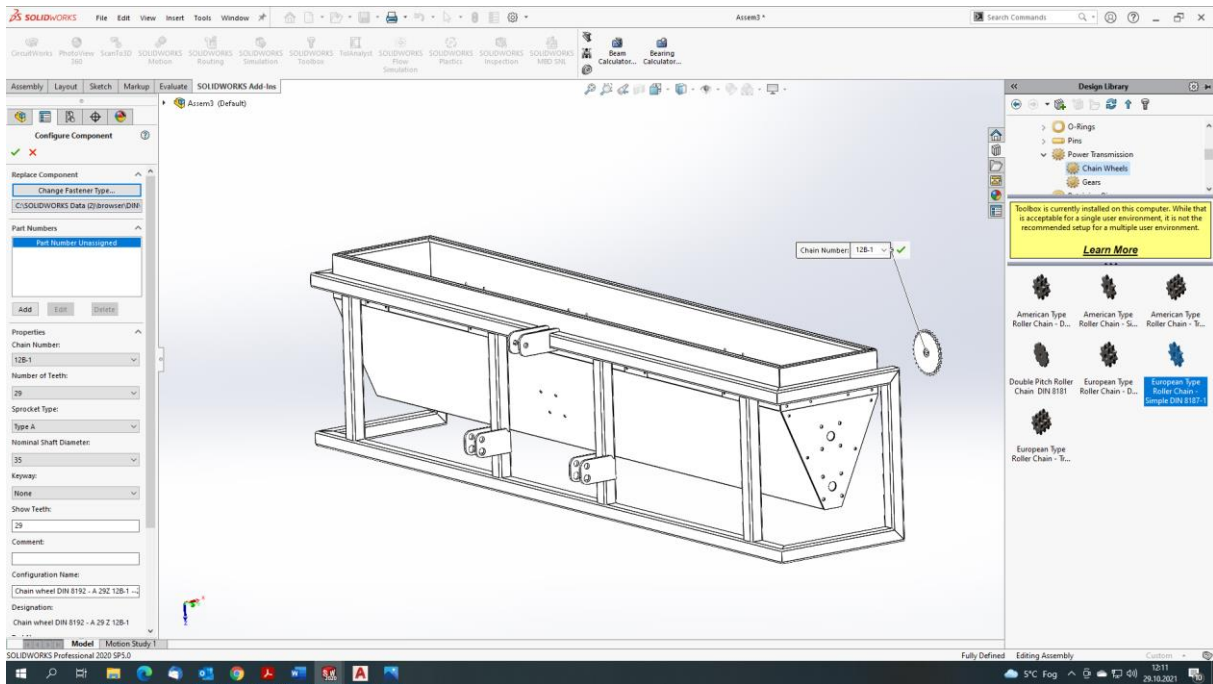 SOLIDWORKS File Edit View Insert Tools Window Assem3 * Search Commands
CircuitWorks PhotoView 360 ScanTo3D SOLIDWORKS Motion SOLIDWORKS Routing SOLIDWORKS Simulation SOLIDWORKS Toolbox TolAnalyst SOLIDWORKS Flow Simulation SOLIDWORKS Plastics SOLIDWORKS Inspection SOLIDWORKS MBD SNL Beam Calculator... Bearing Calculator...
Assembly Layout Sketch Markup Evaluate SOLIDWORKS Add-Ins
Assem3 (Default)
Configure Component
Replace Component
Change Fastener Type...
C:\SOLIDWORKS Data (2)\browser\DIN\
Part Numbers
Part Number Unassigned
Add Edit Delete
Properties
Chain Number:
12B-1
Number of Teeth:
29
Sprocket Type:
Type A
Nominal Shaft Diameter:
35
Keyway:
None
Show Teeth:
29
Comment:
Configuration Name:
Chain wheel DIN 8192 - A 29Z 12B-1
Designation:
Chain wheel DIN 8192 - A 29 Z 12B-1
Chain Number: 12B-1
Design Library
O-Rings
Pins
Power Transmission
Chain Wheels
Gears
Toolbox is currently installed on this computer. While that
is acceptable for a single user environment, it is not the
recommended setup for a multiple user environment.
Learn More
American Type Roller Chain - D...
American Type Roller Chain - Si...
American Type Roller Chain - Tr...
Double Pitch Roller Chain DIN 8181
European Type Roller Chain - D...
European Type Roller Chain - Simple DIN 8187-1
European Type Roller Chain - Tr...
Model Motion Study 1
SOLIDWORKS Professional 2020 SP5.0 Fully Defined Editing Assembly Custom
5°C Fog 12:11
29.10.2021